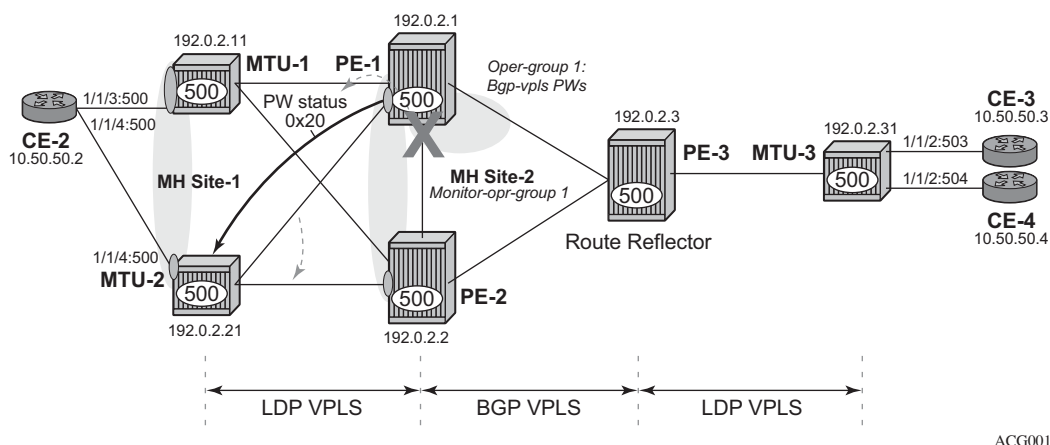 192.0.2.1
192.0.2.11
MTU-1
PE-1
Oper-group 1:
Bgp-vpls PWs
500
500
PW status
0x20
1/1/3:500
1/1/4:500
CE-2
10.50.50.2
MH Site-1
MH Site-2
Monitor-opr-group 1
192.0.2.3
PE-3
MTU-3
500
Route Reflector
192.0.2.31
500
1/1/2:503
1/1/2:504
CE-3
10.50.50.3
CE-4
10.50.50.4
1/1/4:500
MTU-2
500
192.0.2.21
500
PE-2
192.0.2.2
LDP VPLS
BGP VPLS
LDP VPLS
ACG001